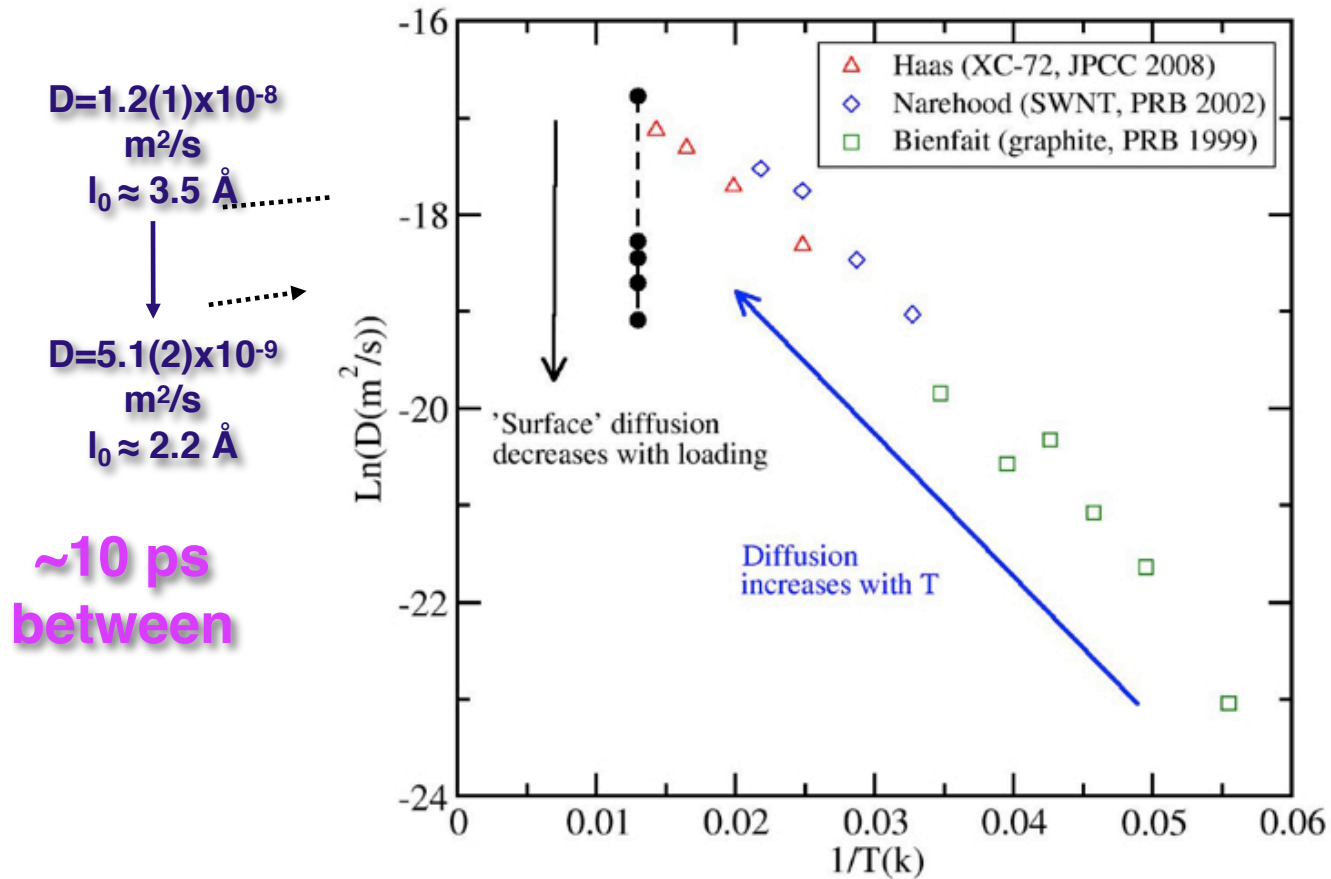 D=1.2(1)x10⁻⁸
m²/s
l₀ ≈ 3.5 Å
D=5.1(2)x10⁻⁹
m²/s
l₀ ≈ 2.2 Å
~10 ps
between
Haas (XC-72, JPCC 2008)
Narehood (SWNT, PRB 2002)
Bienfait (graphite, PRB 1999)
'Surface' diffusion
decreases with loading
Diffusion
increases with T
Ln(D(m²/s))
-16
-18
-20
-22
-24
0 0.01 0.02 0.03 0.04 0.05 0.06
1/T(k)